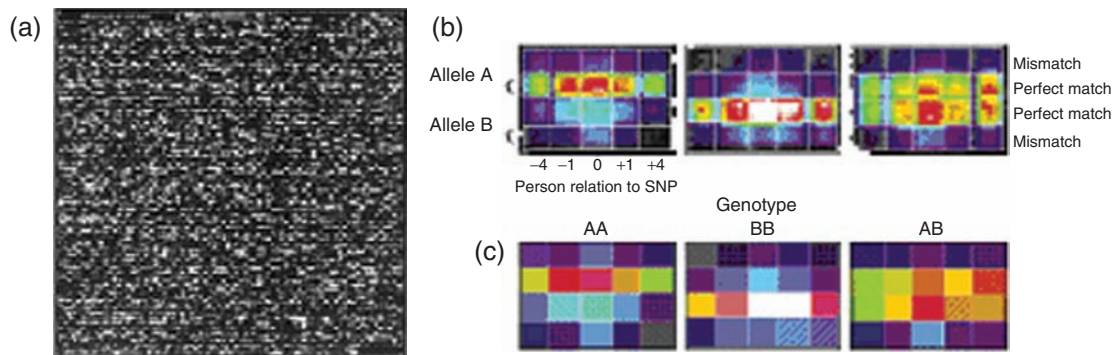 (a)
(b)
Allele A
Allele B
Mismatch
Perfect match
Perfect match
Mismatch
−4 −1 0 +1 +4
Person relation to SNP
Genotype
AA BB AB
(c)